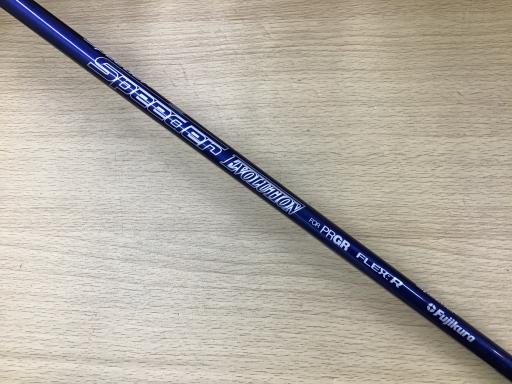 Speeder EVOLUTION FOR PRGR FLEX:R Fujikura